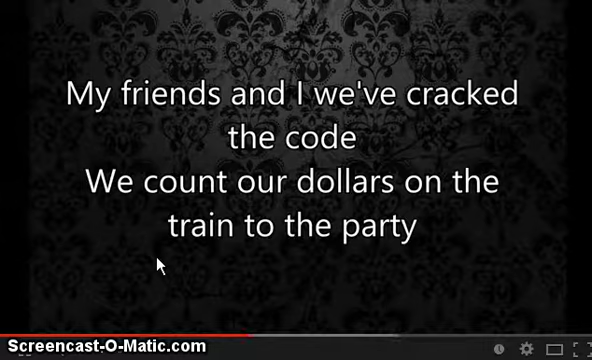 My friends and I we've cracked
the code
We count our dollars on the
train to the party
Screencast-O-Matic.com